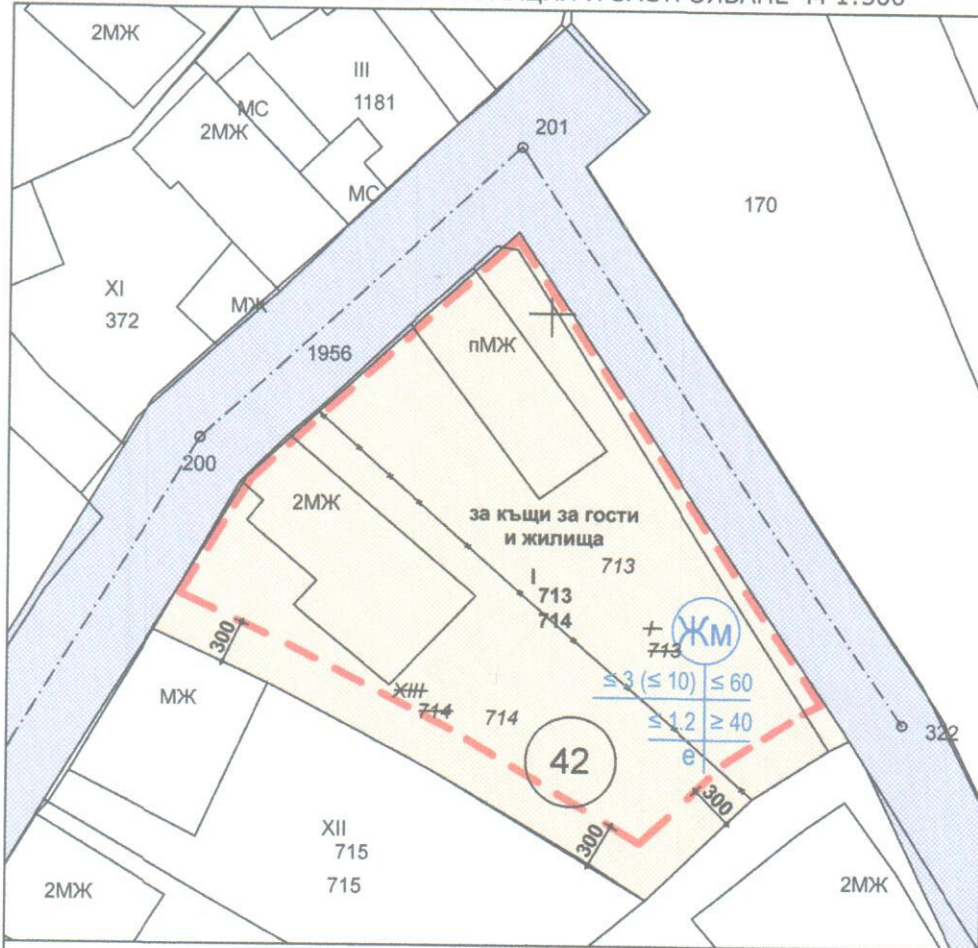 2МЖ
III
1181
МС
2МЖ
МС
201
170
XI
372
МЖ
1956
пМЖ
200
2МЖ
за къщи за гости
и жилища
713
I
713
714
713
Жм
≤ 3 (≤ 10) ≤ 60
≤ 1.2 ≥ 40
е
300
МЖ
XIII
714
714
42
322
300
300
XII
715
715
2МЖ
2МЖ